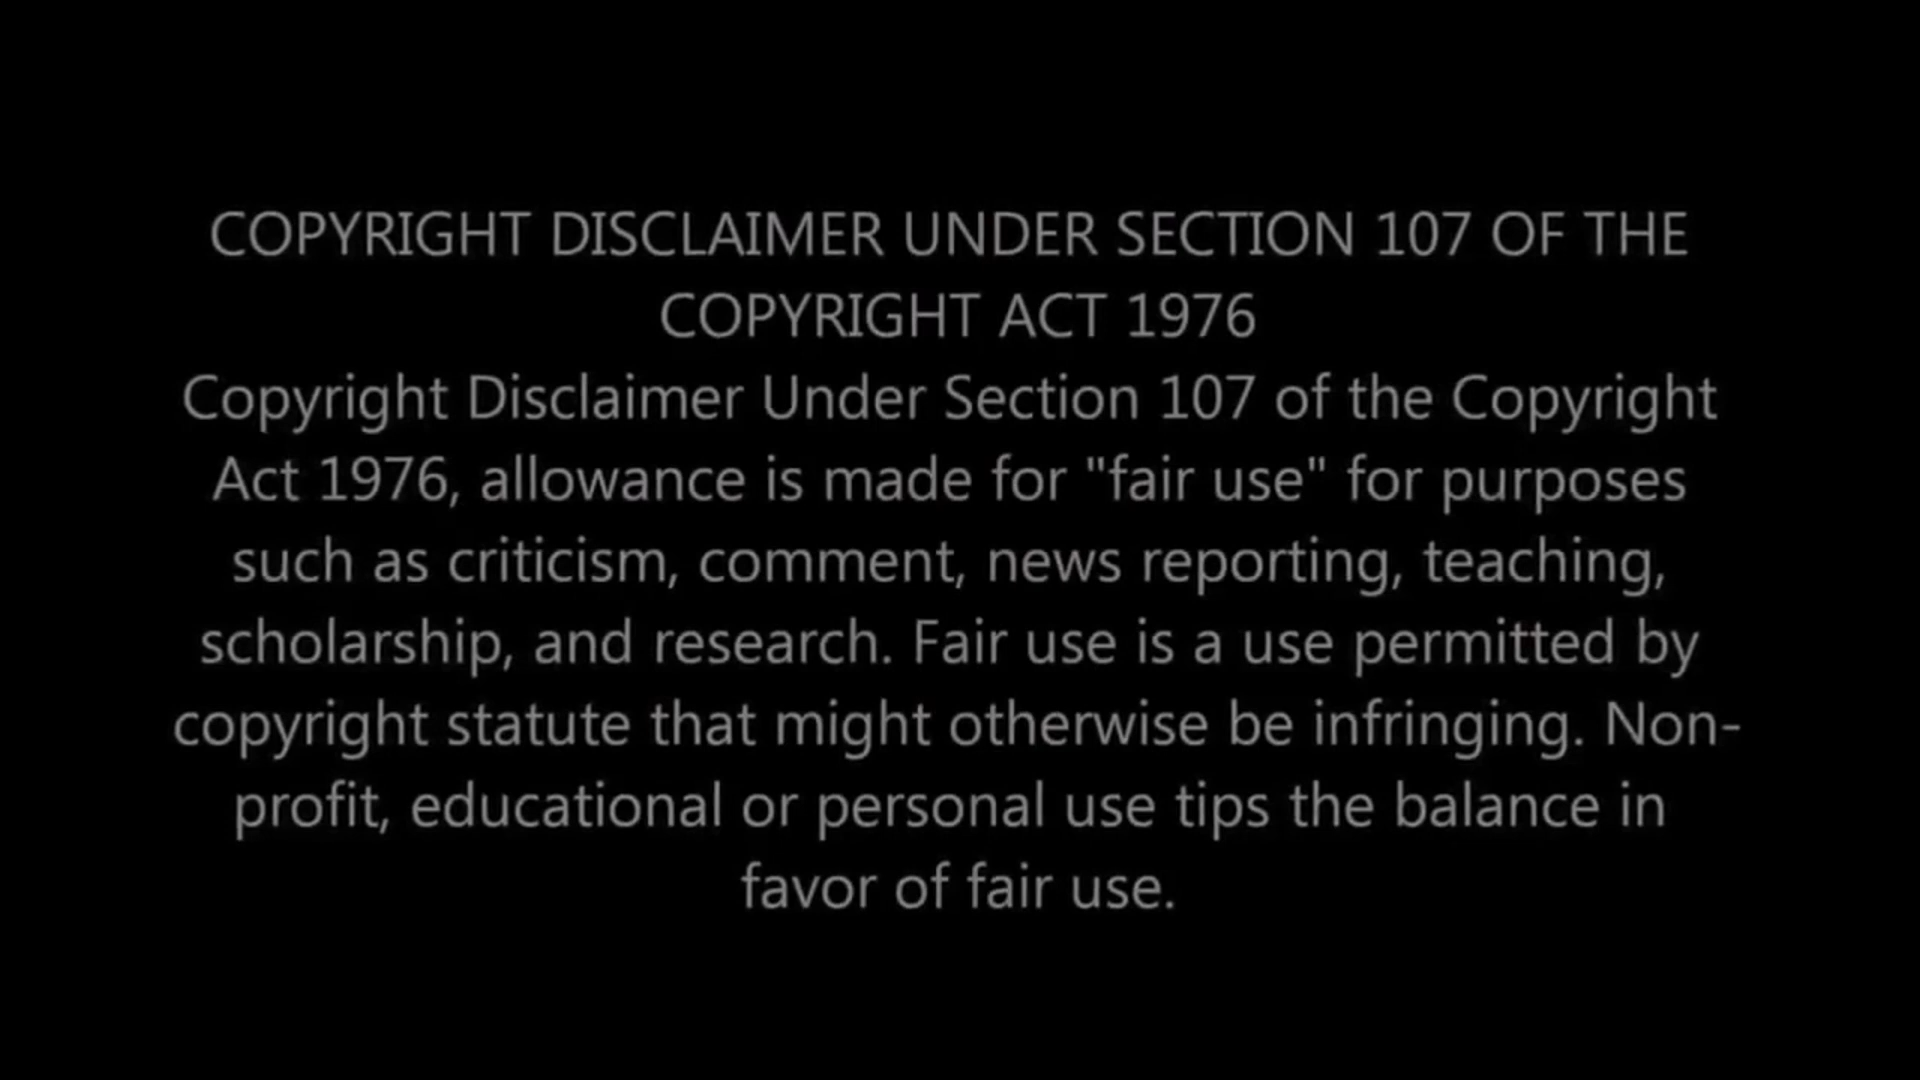 COPYRIGHT DISCLAIMER UNDER SECTION 107 OF THE
COPYRIGHT ACT 1976
Copyright Disclaimer Under Section 107 of the Copyright
Act 1976, allowance is made for "fair use" for purposes
such as criticism, comment, news reporting, teaching,
scholarship, and research. Fair use is a use permitted by
copyright statute that might otherwise be infringing. Non-
profit, educational or personal use tips the balance in
favor of fair use.